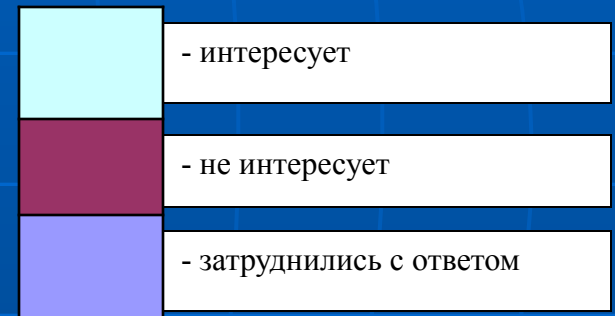 - интересует
- не интересует
- затруднились с ответом